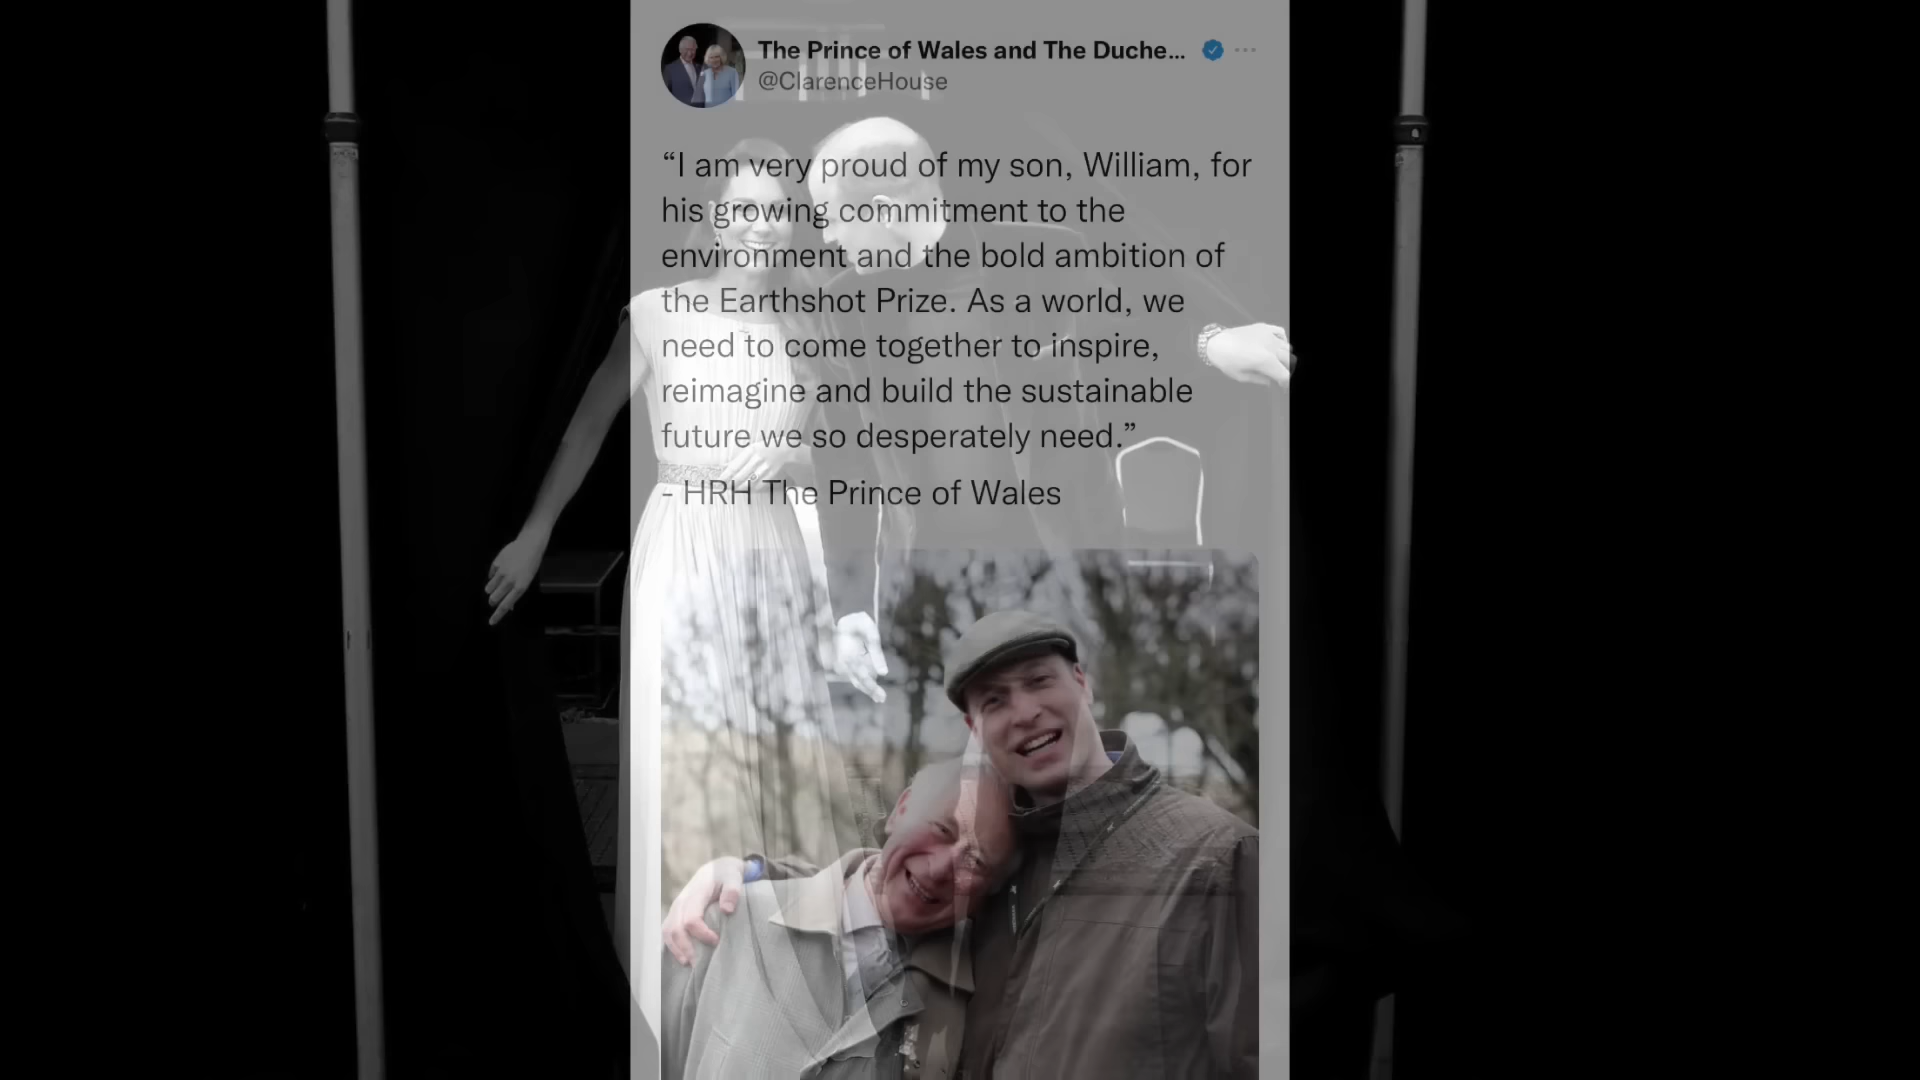 The Prince of Wales and The Duche...
@ClarenceHouse
“I am very proud of my son, William, for
his growing commitment to the
environment and the bold ambition of
the Earthshot Prize. As a world, we
need to come together to inspire,
reimagine and build the sustainable
future we so desperately need.”
- HRH The Prince of Wales